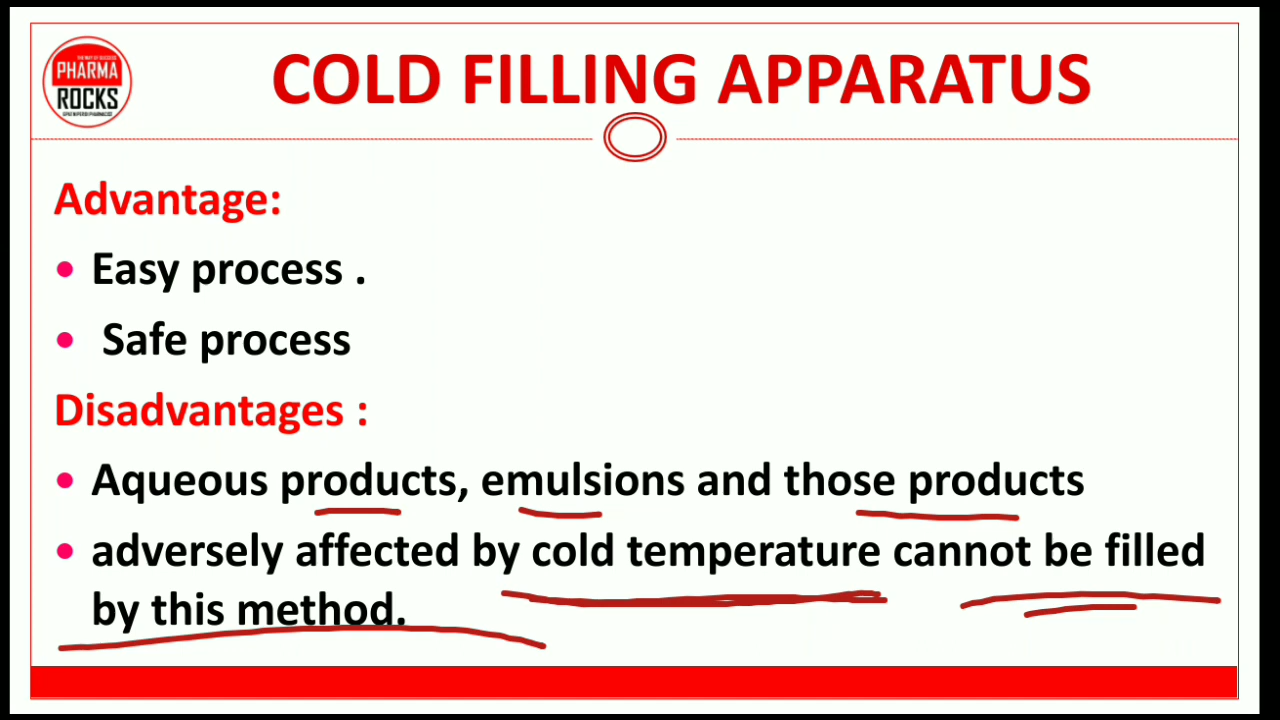 PHARMA
ROCKS
COLD FILLING APPARATUS
Advantage:
• Easy process .
• Safe process
Disadvantages :
• Aqueous products, emulsions and those products
• adversely affected by cold temperature cannot be filled
by this method.